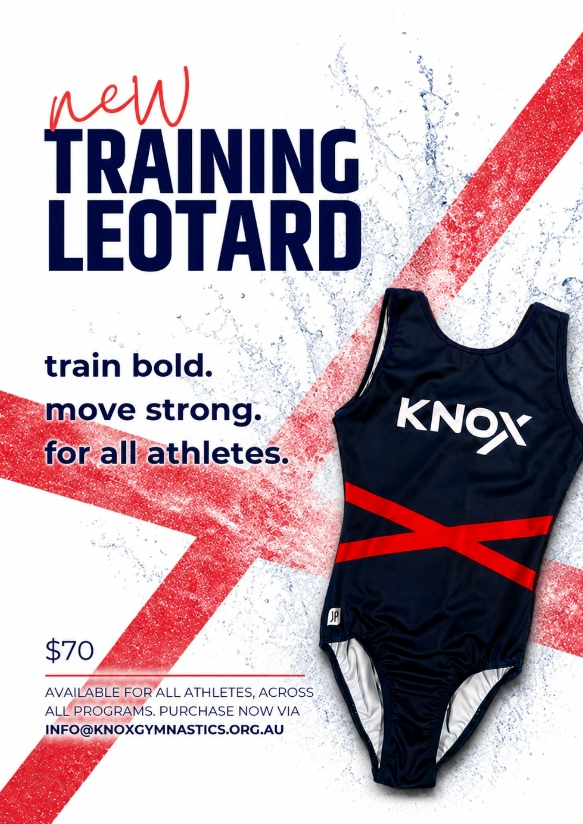 new
TRAINING
LEOTARD
train bold.
move strong.
for all athletes.
KNOX
JP
$70
AVAILABLE FOR ALL ATHLETES, ACROSS
ALL PROGRAMS. PURCHASE NOW VIA
INFO@KNOXGYMNASTICS.ORG.AU